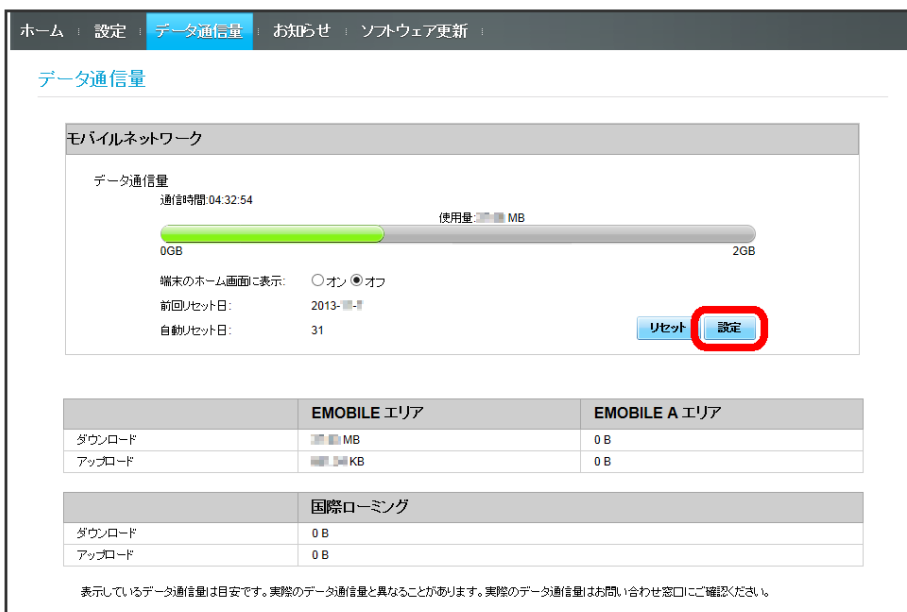 ホーム 設定 データ通信量 お知らせ ソフトウェア更新
データ通信量
モバイルネットワーク
データ通信量
通信時間:04:32:54
使用量: MB
0GB 2GB
端末のホーム画面に表示: オン オフ
前回リセット日: 2013-
自動リセット日: 31
リセット 設定
EMOBILE エリア EMOBILE A エリア
ダウンロード MB 0 B
アップロード KB 0 B
国際ローミング
ダウンロード 0 B
アップロード 0 B
表示しているデータ通信量は目安です。実際のデータ通信量と異なることがあります。実際のデータ通信量はお問い合わせ窓口にご確認ください。